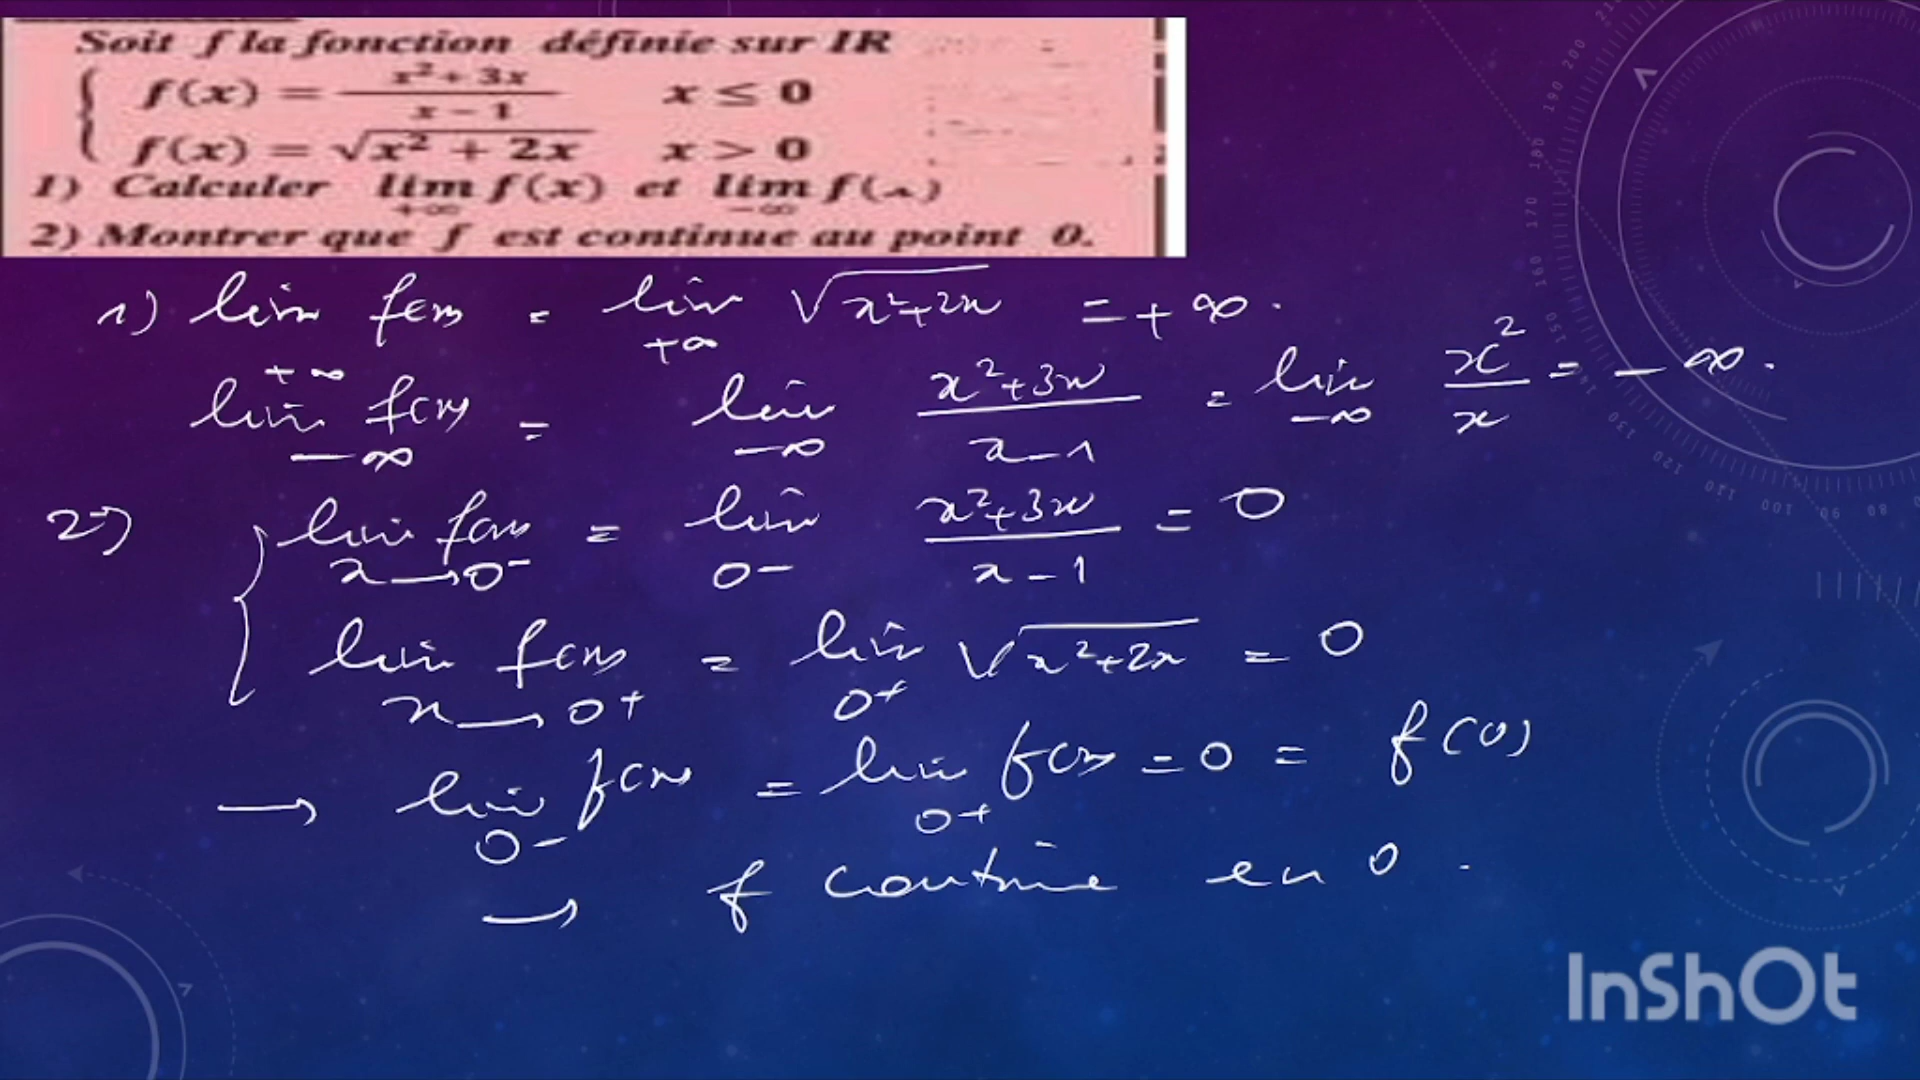 Soit f la fonction définie sur IR
f(x) = (x² + 3x)/(x - 1)   x ≤ 0
f(x) = √(x² + 2x)   x > 0
1) Calculer lim f(x) et lim f(x)
+∞ -∞
2) Montrer que f est continue au point 0.
1) lim f(x) = lim √(x²+2x) = +∞.
+∞ +∞
lim f(x) = lim (x²+3x)/(x-1) = lim x²/x = -∞.
-∞ -∞ -∞
2) lim f(x) = lim (x²+3x)/(x-1) = 0
x→0⁻ 0⁻
lim f(x) = lim √(x²+2x) = 0
x→0+ 0+
→ lim f(x) = lim f(x) = 0 = f(0)
0- 0+
→ f continue en 0.
InShOt